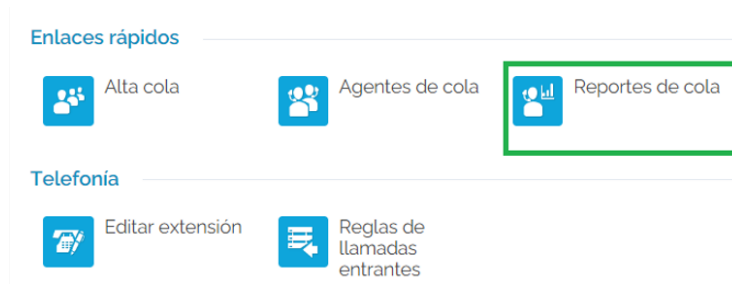 Enlaces rápidos
Alta cola
Agentes de cola
Reportes de cola
Telefonía
Editar extensión
Reglas de
llamadas
entrantes